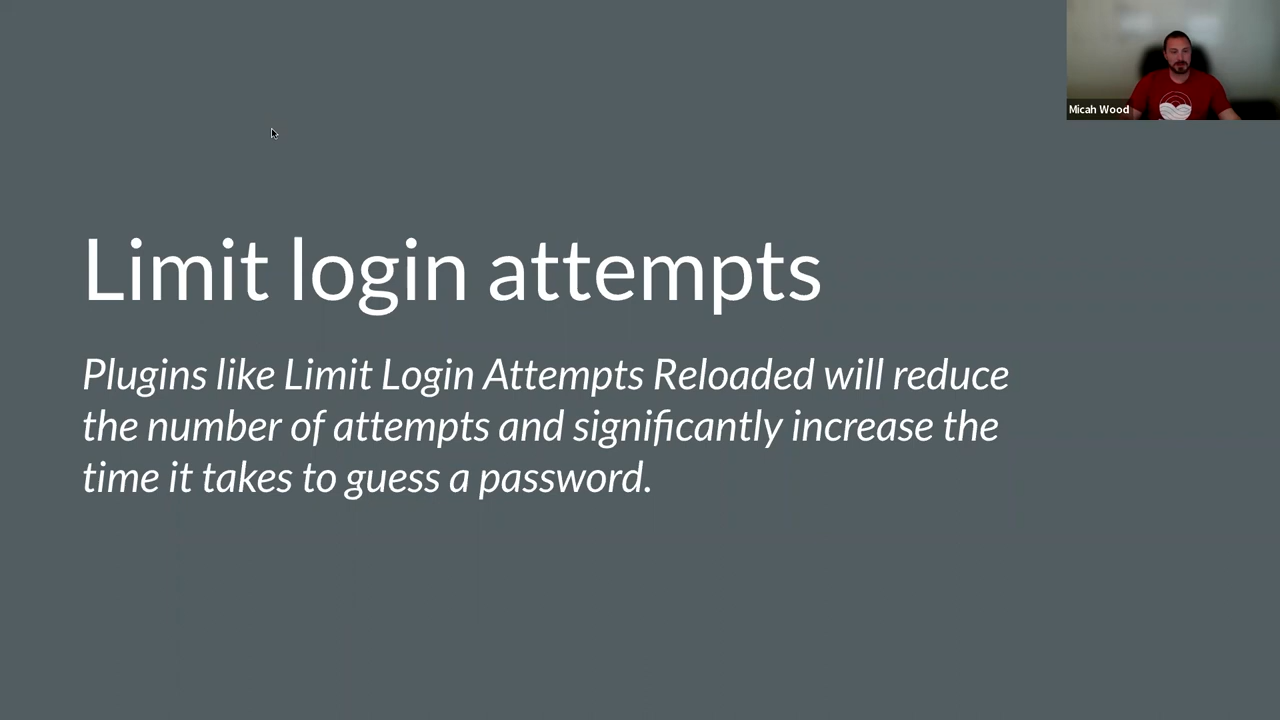 Micah Wood
Limit login attempts
Plugins like Limit Login Attempts Reloaded will reduce
the number of attempts and significantly increase the
time it takes to guess a password.